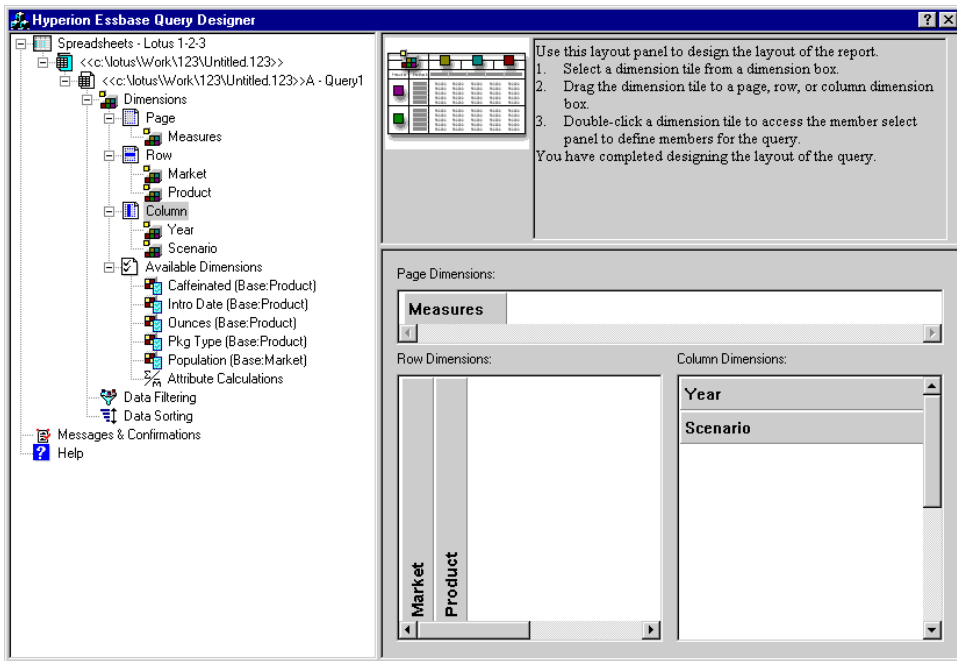 Hyperion Essbase Query Designer
Spreadsheets - Lotus 1-2-3
<<c:\lotus\Work\123\Untitled.123>>
<<c:\lotus\Work\123\Untitled.123>>A - Query1
Dimensions
Page
Measures
Row
Market
Product
Column
Year
Scenario
Available Dimensions
Caffeinated (Base:Product)
Intro Date (Base:Product)
Ounces (Base:Product)
Pkg Type (Base:Product)
Population (Base:Market)
Attribute Calculations
Data Filtering
Data Sorting
Messages & Confirmations
Help
Use this layout panel to design the layout of the report.
1. Select a dimension tile from a dimension box.
2. Drag the dimension tile to a page, row, or column dimension
box.
3. Double-click a dimension tile to access the member select
panel to define members for the query.
You have completed designing the layout of the query.
Page Dimensions:
Measures
Row Dimensions:
Market
Product
Column Dimensions:
Year
Scenario